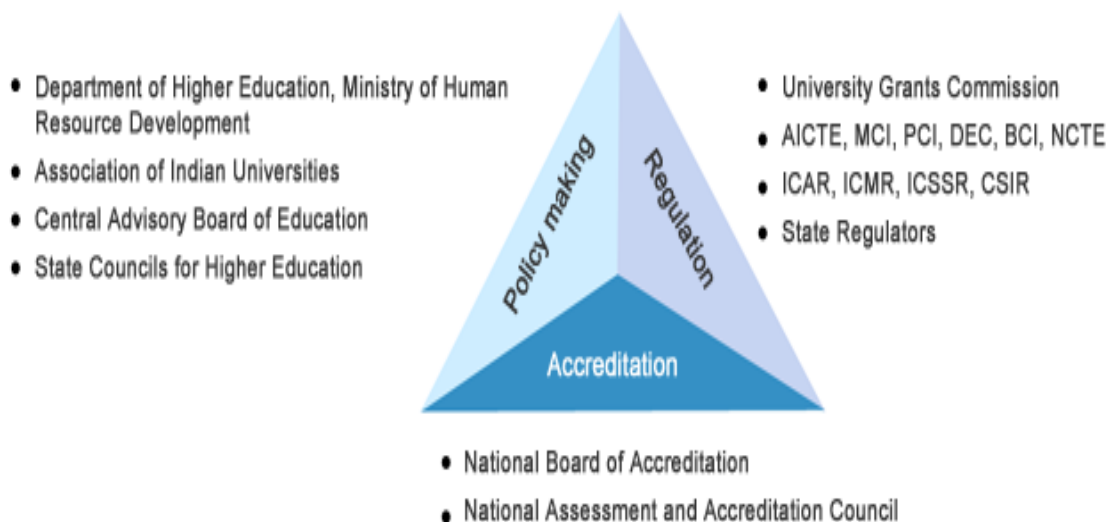 • Department of Higher Education, Ministry of Human
Resource Development
• Association of Indian Universities
• Central Advisory Board of Education
• State Councils for Higher Education
Policy making
Regulation
• University Grants Commission
• AICTE, MCI, PCI, DEC, BCI, NCTE
• ICAR, ICMR, ICSSR, CSIR
• State Regulators
Accreditation
• National Board of Accreditation
• National Assessment and Accreditation Council